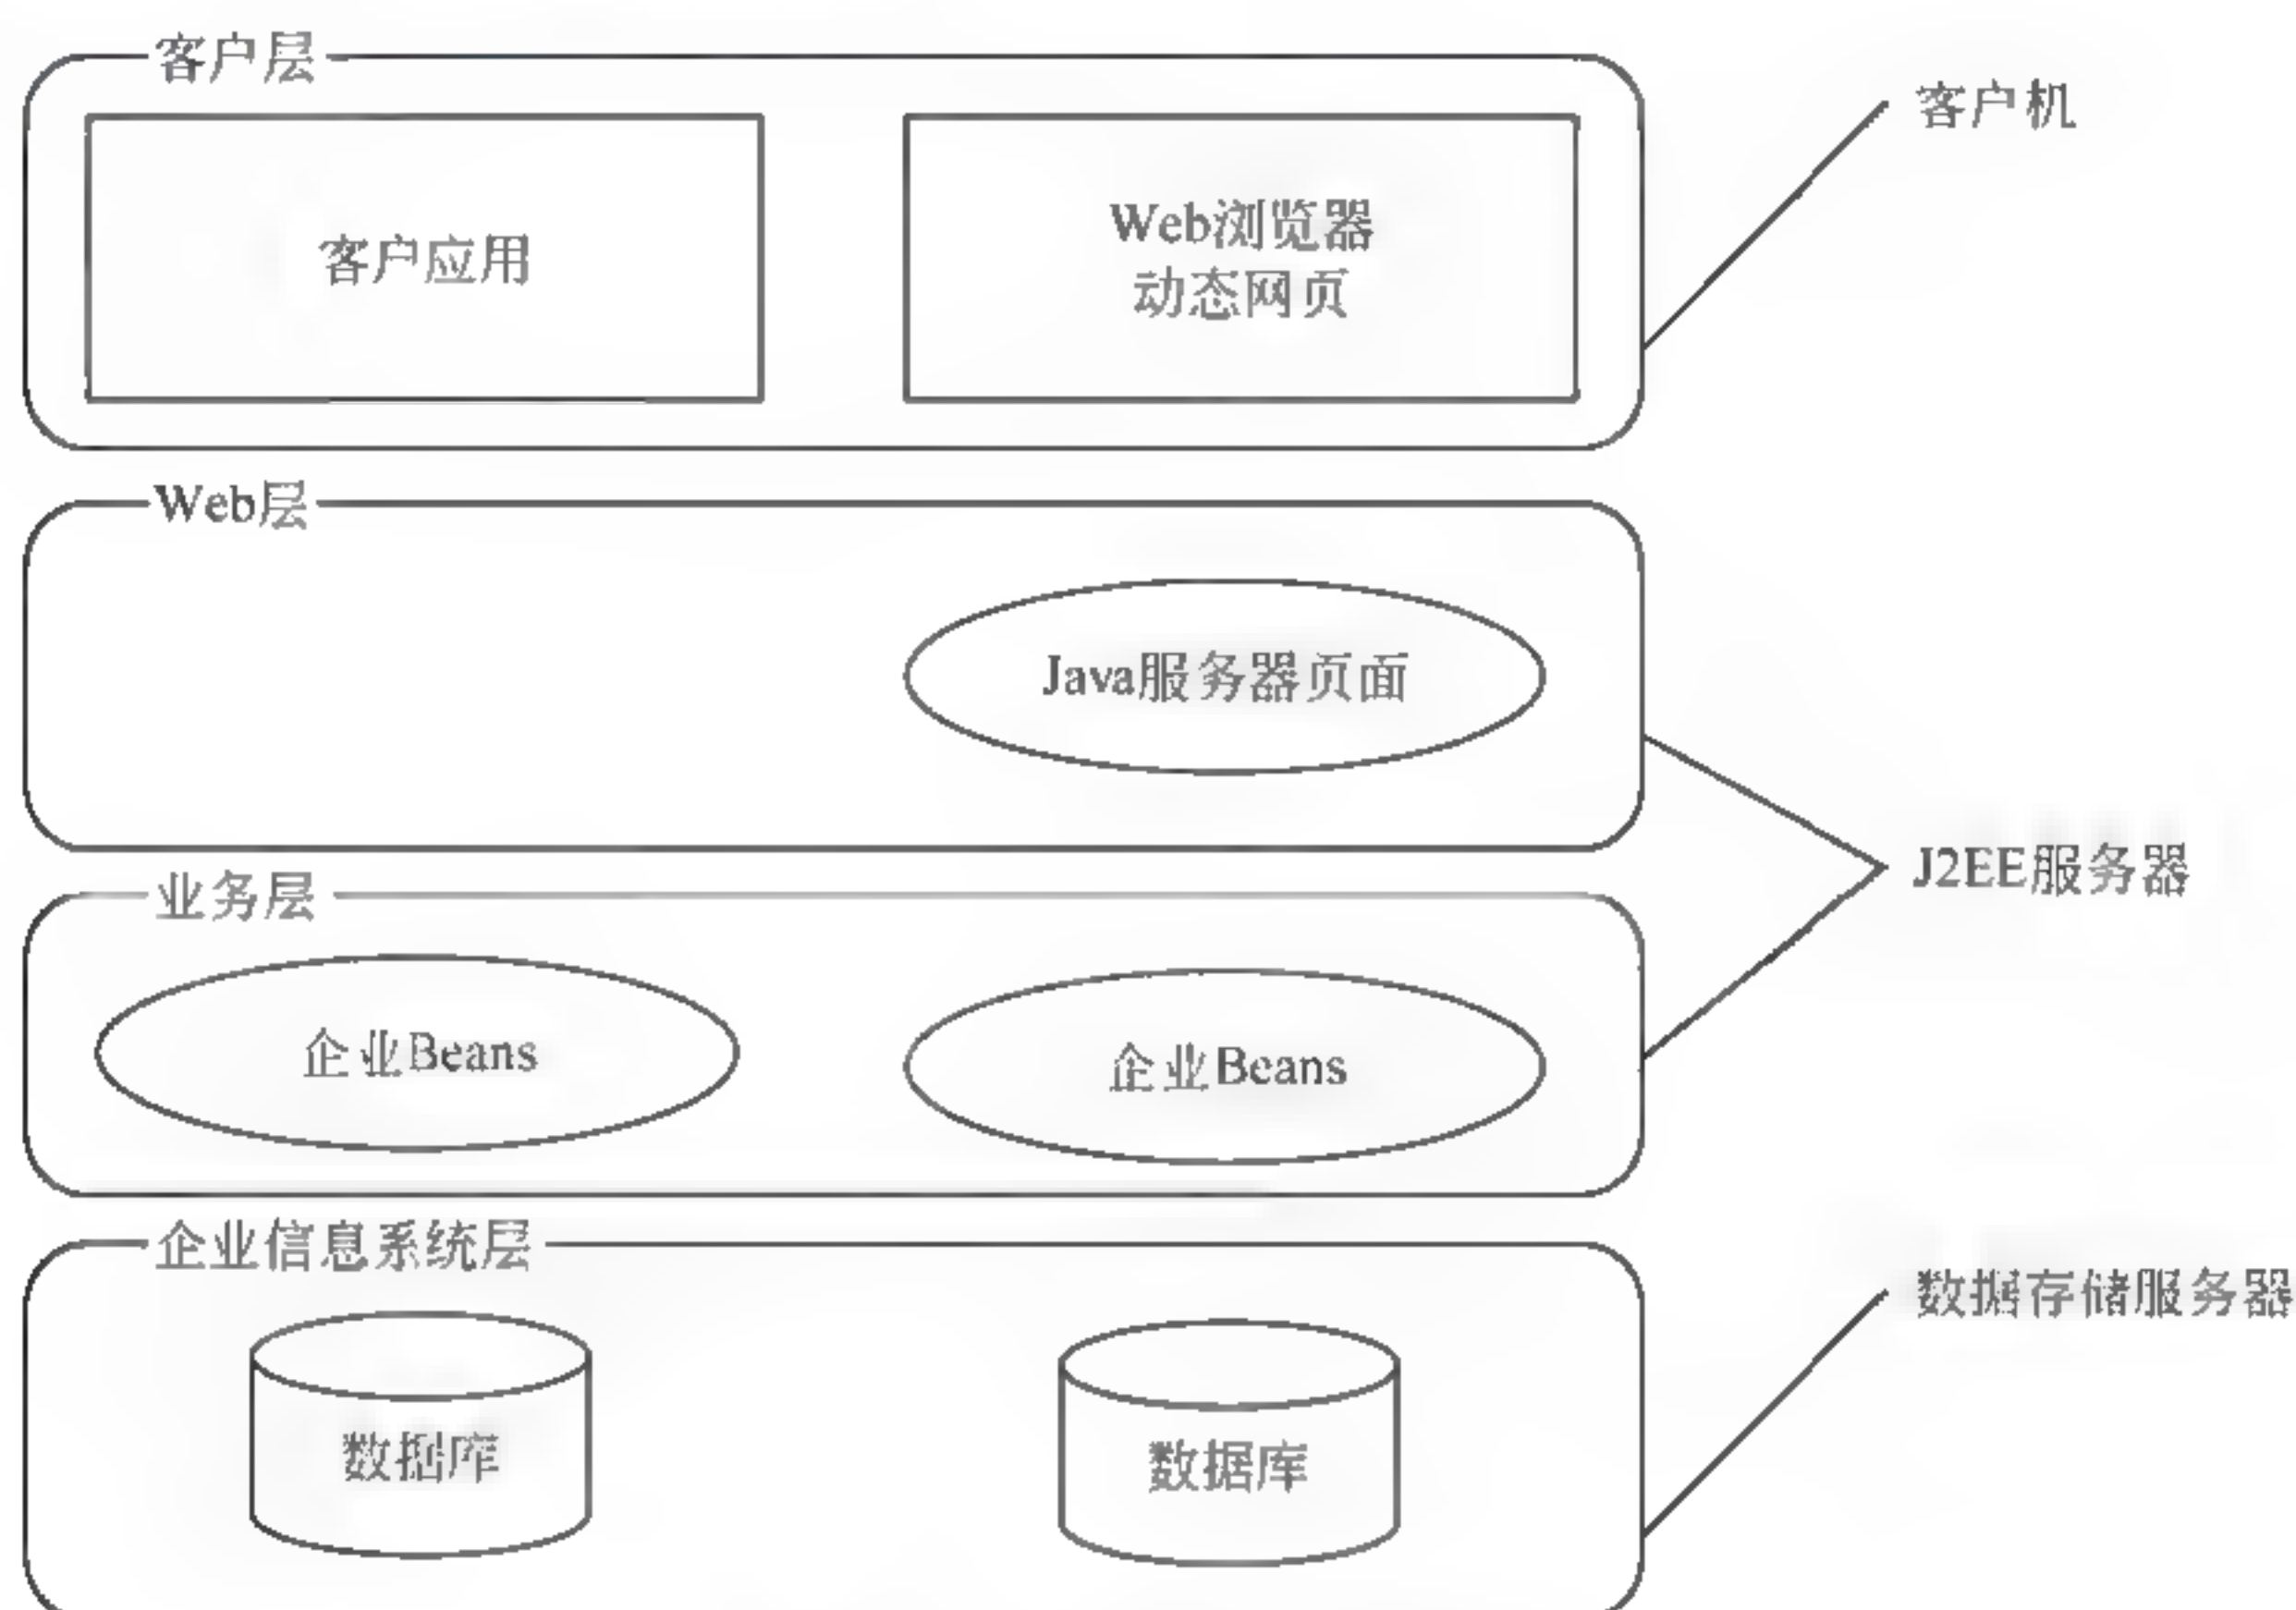 客户层
客户机
客户应用
Web浏览器
动态网页
Web层
Java服务器页面
J2EE服务器
业务层
企业Beans
企业Beans
企业信息系统层
数据存储服务器
数据库
数据库